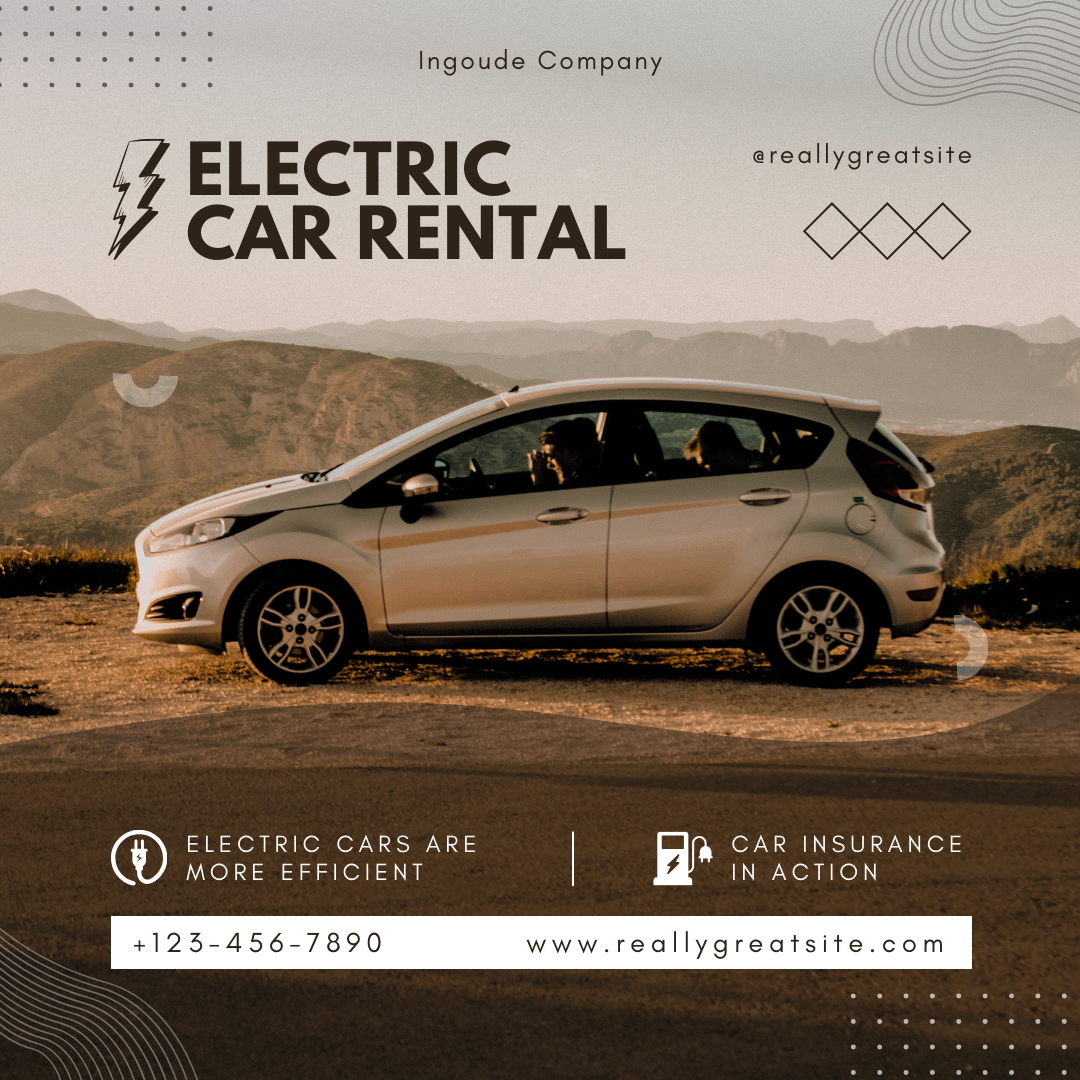 Ingoude Company
ELECTRIC
CAR RENTAL
@reallygreatsite
ELECTRIC CARS ARE
MORE EFFICIENT
CAR INSURANCE
IN ACTION
+123-456-7890
www.reallygreatsite.com